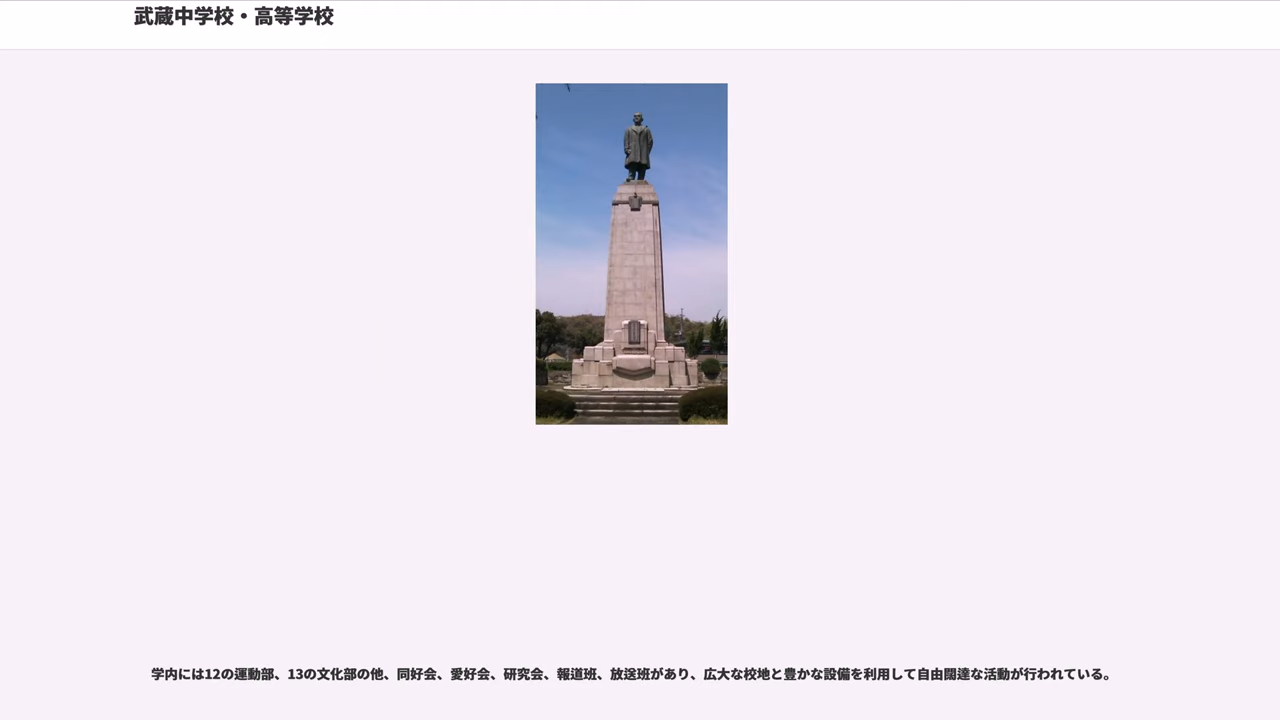 武蔵中学校・高等学校
学内には12の運動部、13の文化部の他、同好会、愛好会、研究会、報道班、放送班があり、広大な校地と豊かな設備を利用して自由闊達な活動が行われている。